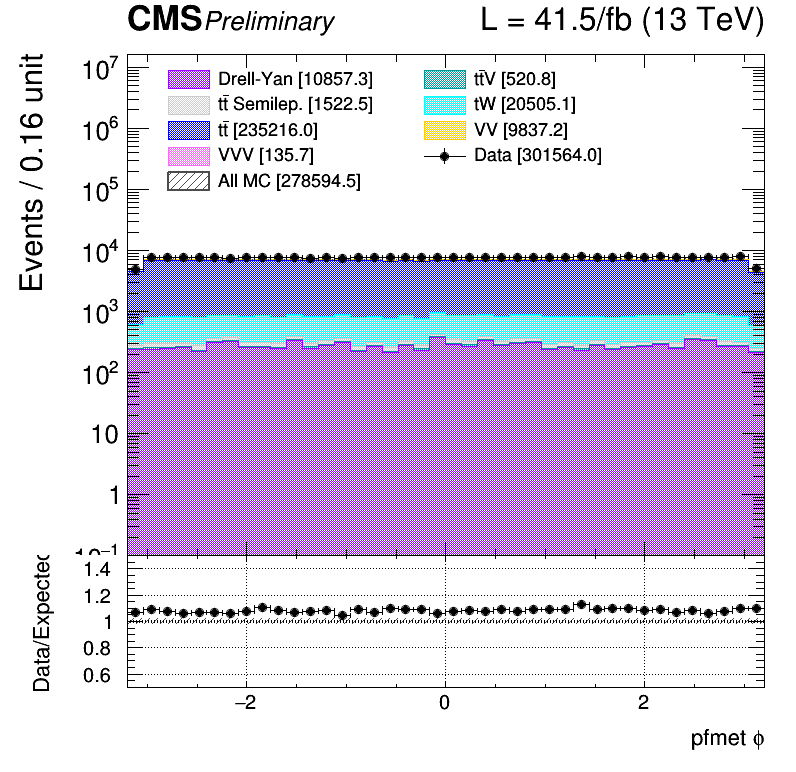 CMS Preliminary L = 41.5/fb (13 TeV)
Events / 0.16 unit
Drell-Yan [10857.3]
tt̄ Semilep. [1522.5]
tt̄ [235216.0]
VVV [135.7]
All MC [278594.5]
tt̄V [520.8]
tW [20505.1]
VV [9837.2]
Data [301564.0]
10⁷
10⁶
10⁵
10⁴
10³
10²
10
1
10⁻¹
Data/Expected
1.4
1.2
1
0.8
0.6
−2 0 2
pfmet ϕ